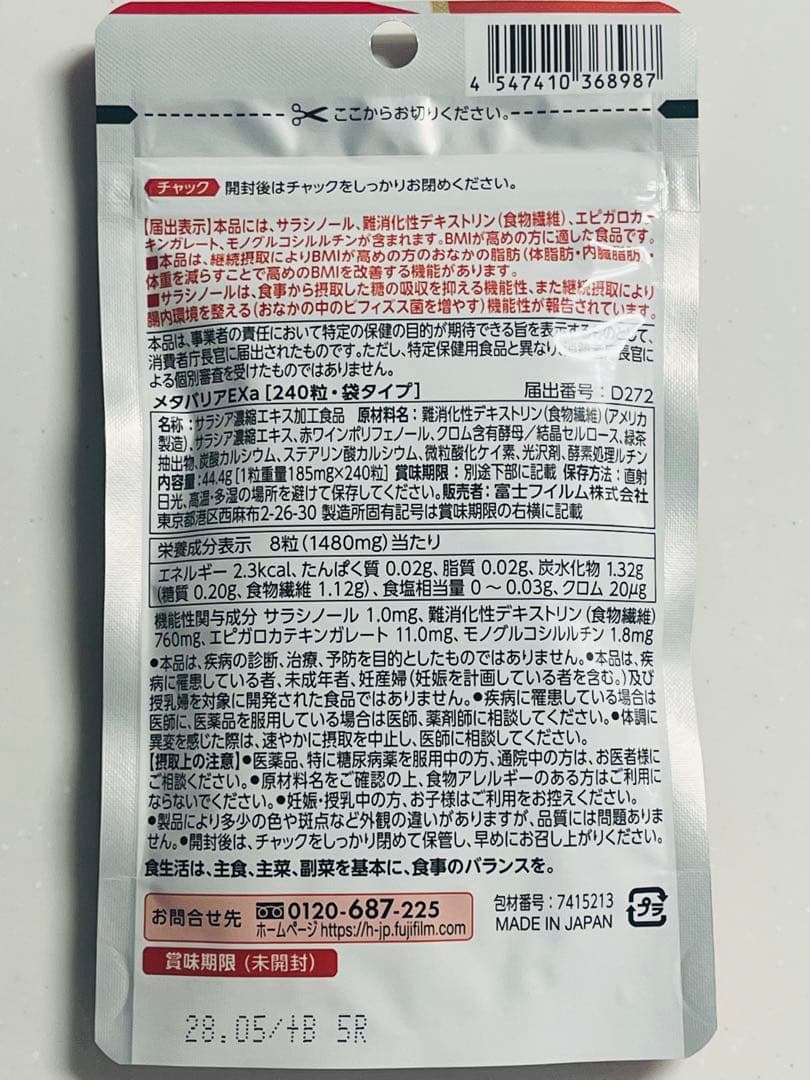 4 547410 368987
ここからお切りください。
チャック 開封後はチャックをしっかりお閉めください。
【届出表示】本品には、サラシノール、難消化性デキストリン(食物繊維)、エピガロカテ
キンガレート、モノグルコシルルチンが含まれます。BMIが高めの方に適した食品です。
■本品は、継続摂取によりBMIが高めの方のおなかの脂肪(体脂肪・内臓脂肪)・
体重を減らすことで高めのBMIを改善する機能があります。
■サラシノールは、食事から摂取した糖の吸収を抑える機能性、また継続摂取により
腸内環境を整える(おなかの中のビフィズス菌を増やす)機能性が報告されています。
本品は、事業者の責任において特定の保健の目的が期待できる旨を表示するものとして、
消費者庁長官に届出されたものです。ただし、特定保健用食品と異なり、消費者庁長官に
よる個別審査を受けたものではありません。
メタバリアEXa [240粒・袋タイプ] 届出番号:D272
名称:サラシア濃縮エキス加工食品 原材料名:難消化性デキストリン(食物繊維)(アメリカ
製造)、サラシア濃縮エキス、赤ワインポリフェノール、クロム含有酵母/結晶セルロース、緑茶
抽出物、炭酸カルシウム、ステアリン酸カルシウム、微粒酸化ケイ素、光沢剤、酵素処理ルチン
内容量:44.4g[1粒重量185mg×240粒] 賞味期限:別途下部に記載 保存方法:直射
日光、高温・多湿の場所を避けて保存してください。販売者:富士フイルム株式会社
東京都港区西麻布2-26-30 製造所固有記号は賞味期限の右横に記載
栄養成分表示 8粒(1480mg)当たり
エネルギー 2.3kcal、たんぱく質 0.02g、脂質 0.02g、炭水化物 1.32g
(糖質 0.20g、食物繊維 1.12g)、食塩相当量 0～0.03g、クロム 20μg
機能性関与成分 サラシノール 1.0mg、難消化性デキストリン(食物繊維)
760mg、エピガロカテキンガレート 11.0mg、モノグルコシルルチン 1.8mg
●本品は、疾病の診断、治療、予防を目的としたものではありません。●本品は、疾
病に罹患している者、未成年者、妊産婦(妊娠を計画している者を含む。)及び
授乳婦を対象に開発された食品ではありません。●疾病に罹患している場合は
医師に、医薬品を服用している場合は医師、薬剤師に相談してください。●体調に
異変を感じた際は、速やかに摂取を中止し、医師に相談してください。
【摂取上の注意】●医薬品、特に糖尿病薬を服用中の方、通院中の方は、お医者様に
ご相談ください。●原材料名をご確認の上、食物アレルギーのある方はご利用に
ならないでください。●妊娠・授乳中の方、お子様はご利用をお控えください。
●製品により多少の色や斑点など外観の違いがありますが、品質には問題ありま
せん。●開封後は、チャックをしっかり閉めて保管し、早めにお召し上がりください。
食生活は、主食、主菜、副菜を基本に、食事のバランスを。
お問合せ先 0120-687-225
ホームページ https://h-jp.fujifilm.com
包材番号:7415213
MADE IN JAPAN
プラ
賞味期限(未開封)
28.05/+B 5R